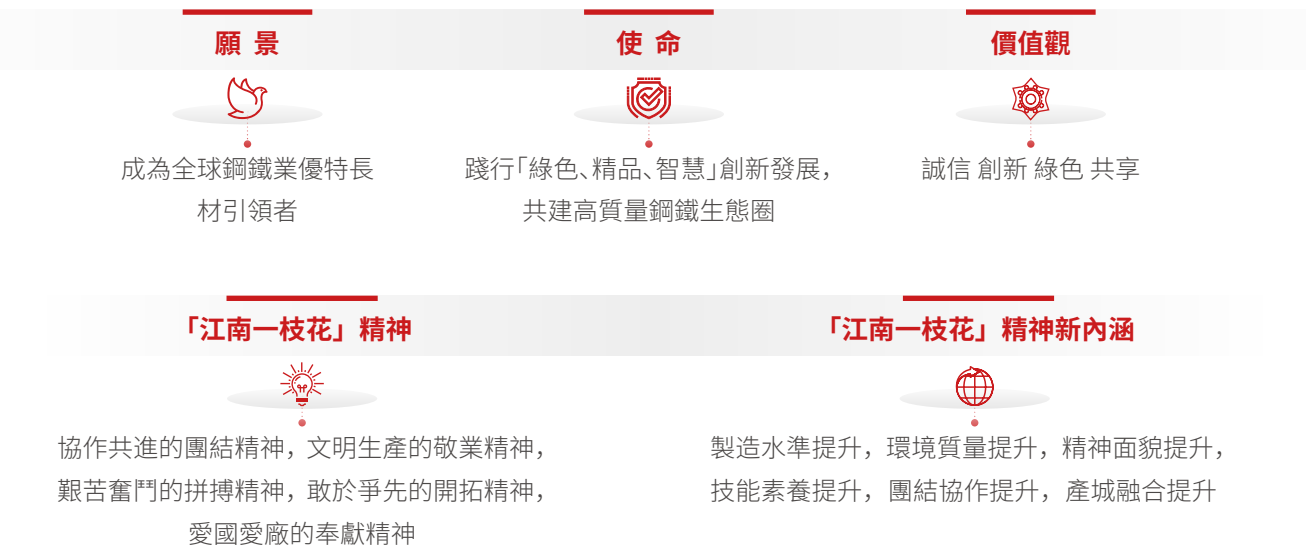 願景
成為全球鋼鐵業優特長
材引領者
使命
踐行「綠色、精品、智慧」創新發展，
共建高質量鋼鐵生態圈
價值觀
誠信 創新 綠色 共享
「江南一枝花」精神
協作共進的團結精神，文明生產的敬業精神，
艱苦奮鬥的拼搏精神，敢於爭先的開拓精神，
愛國愛廠的奉獻精神
「江南一枝花」精神新內涵
製造水準提升，環境質量提升，精神面貌提升，
技能素養提升，團結協作提升，產城融合提升